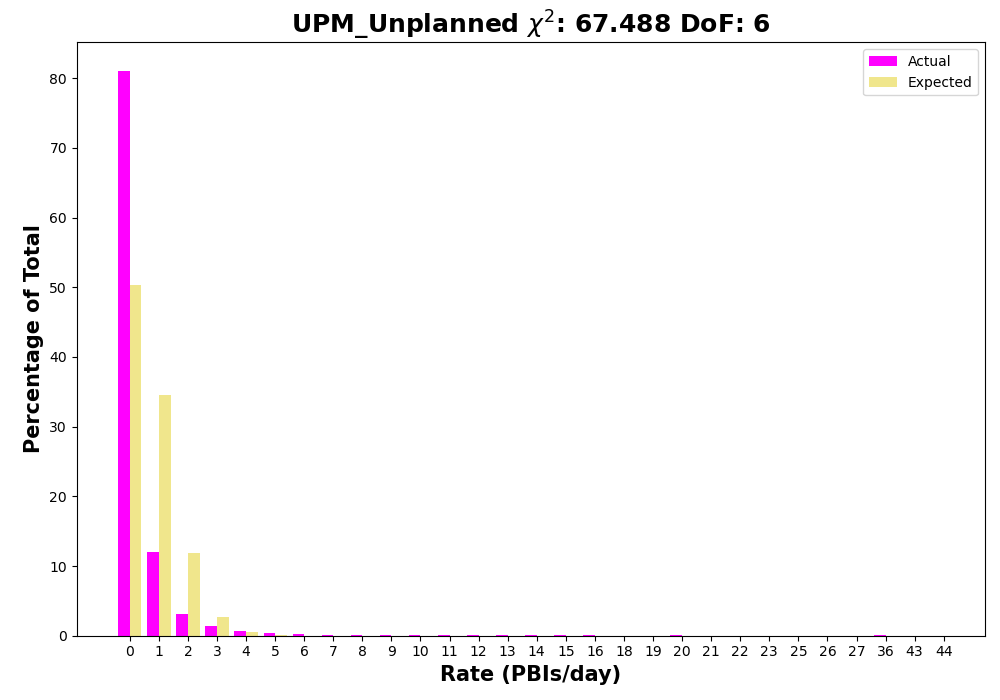 UPM_Unplanned χ²: 67.488 DoF: 6
Actual
Expected
80
70
60
50
40
30
20
10
0
Percentage of Total
0 1 2 3 4 5 6 7 8 9 10 11 12 13 14 15 16 18 19 20 21 22 23 25 26 27 36 43 44
Rate (PBIs/day)